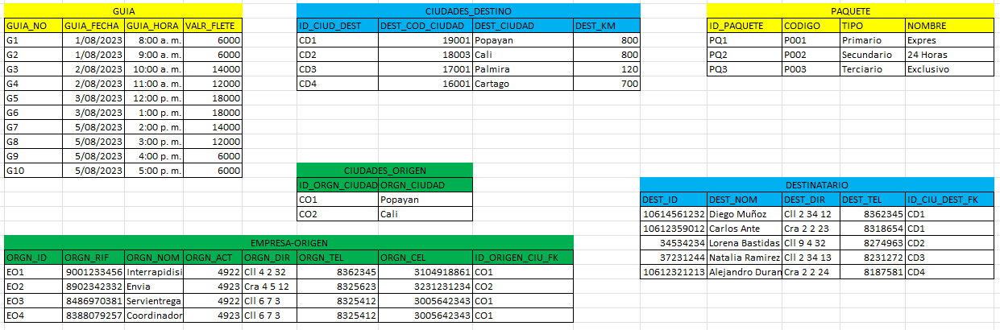 GUIA
GUIA_NO GUIA_FECHA GUIA_HORA VALR_FLETE
G1 1/08/2023 8:00 a. m. 6000
G2 1/08/2023 9:00 a. m. 6000
G3 2/08/2023 10:00 a. m. 14000
G4 2/08/2023 11:00 a. m. 12000
G5 3/08/2023 12:00 p. m. 18000
G6 3/08/2023 1:00 p. m. 18000
G7 5/08/2023 2:00 p. m. 14000
G8 5/08/2023 3:00 p. m. 12000
G9 5/08/2023 4:00 p. m. 6000
G10 5/08/2023 5:00 p. m. 6000
CIUDADES_DESTINO
ID_CIUD_DEST DEST_COD_CIUDAD DEST_CIUDAD DEST_KM
CD1 19001 Popayan 800
CD2 18003 Cali 800
CD3 17001 Palmira 120
CD4 16001 Cartago 700
PAQUETE
ID_PAQUETE CODIGO TIPO NOMBRE
PQ1 P001 Primario Expres
PQ2 P002 Secundario 24 Horas
PQ3 P003 Terciario Exclusivo
CIUDADES_ORIGEN
ID_ORGN_CIUDAD ORGN_CIUDAD
CO1 Popayan
CO2 Cali
DESTINATARIO
DEST_ID DEST_NOM DEST_DIR DEST_TEL ID_CIU_DEST_FK
10614561232 Diego Muñoz Cll 2 34 12 8362345 CD1
10612359012 Carlos Ante Cra 2 2 23 8318654 CD1
34534234 Lorena Bastidas Cll 9 4 32 8274963 CD2
37231244 Natalia Ramirez Cll 2 34 13 8231272 CD3
10612321213 Alejandro Duran Cra 2 2 24 8187581 CD4
EMPRESA-ORIGEN
ORGN_ID ORGN_RIF ORGN_NOM ORGN_ACT ORGN_DIR ORGN_TEL ORGN_CEL ID_ORIGEN_CIU_FK
EO1 9001233456 Interrapidisi 4922 Cll 4 2 32 8362345 3104918861 CO1
EO2 8902342332 Envia 4923 Cra 4 5 12 8325623 3231231234 CO2
EO3 8486970381 Servientrega 4922 Cll 6 7 3 8325412 3005642343 CO1
EO4 8388079257 Coordinador 4923 Cll 6 7 3 8325412 3005642343 CO1